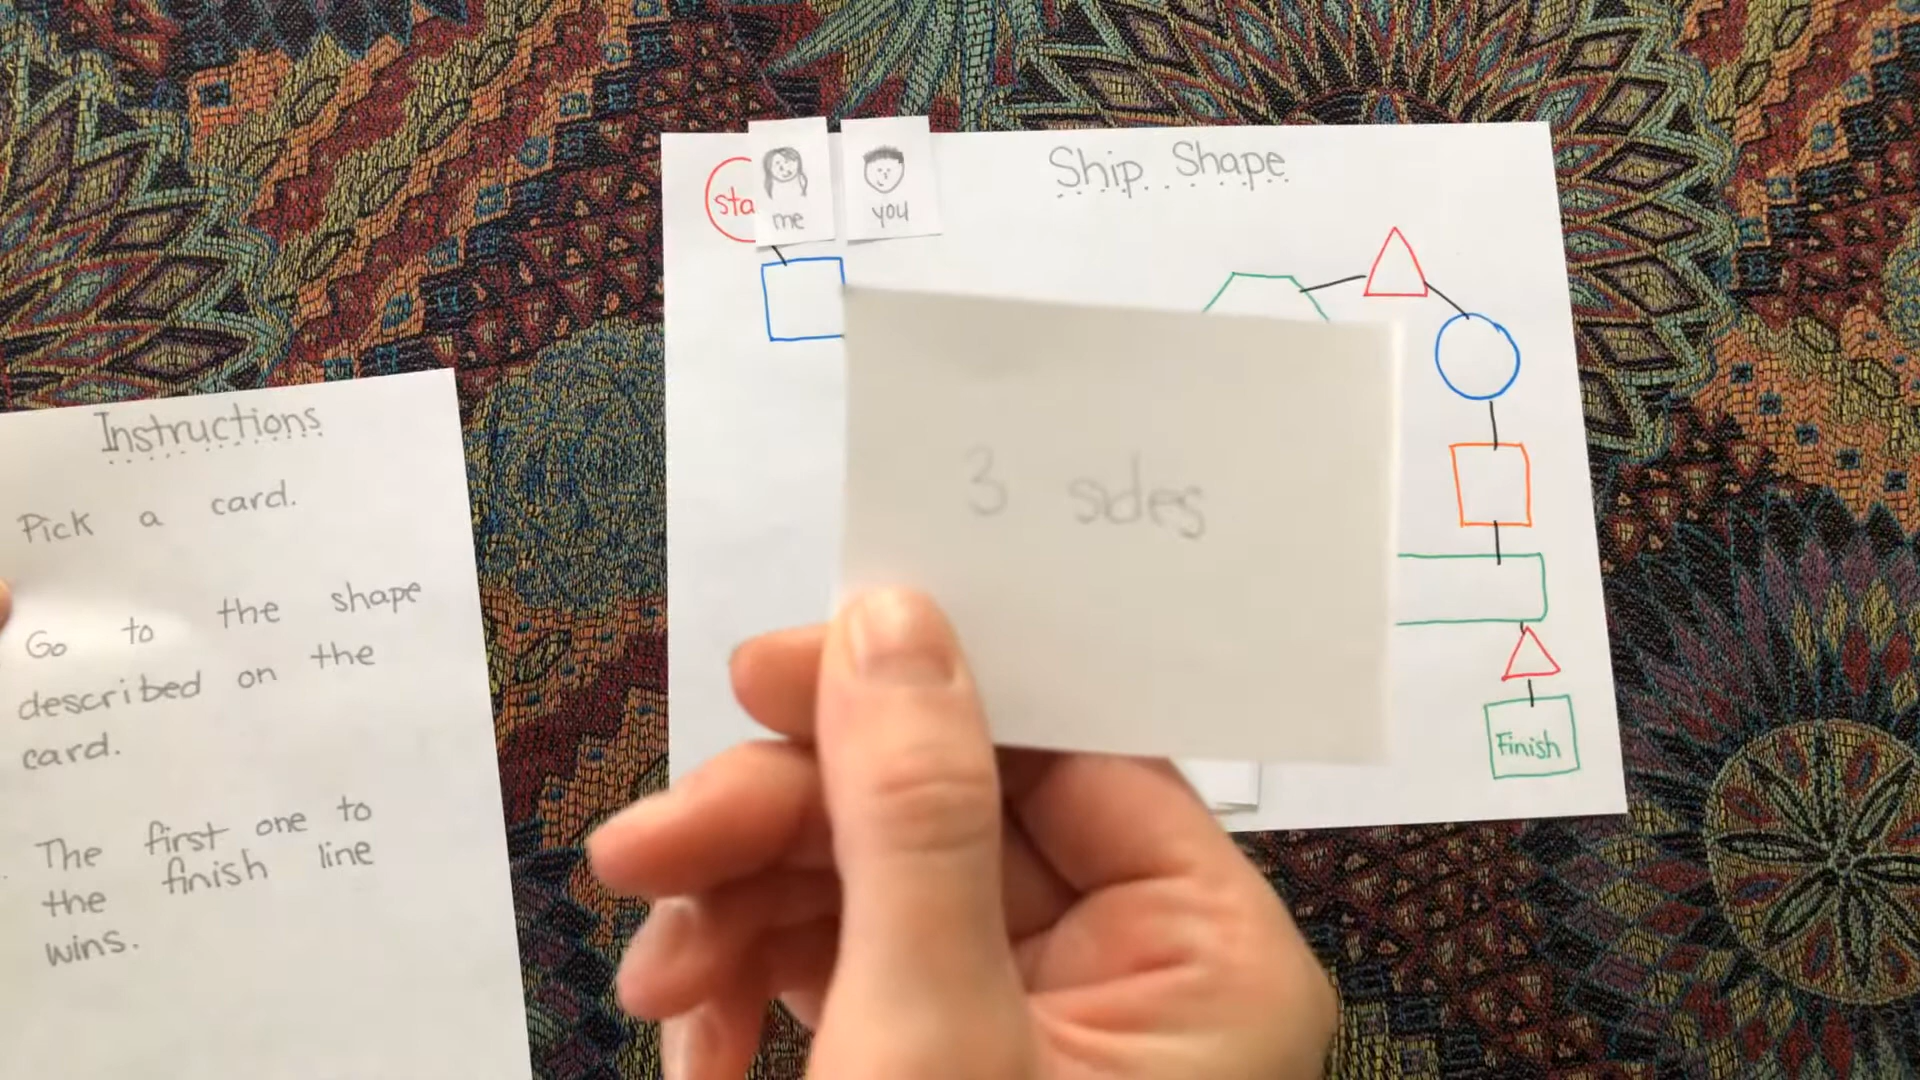 Ship Shape
sta
me
you
Instructions
Pick a card.
Go to the shape
described on the
card.
The first one to
the finish line
wins.
3 sides
Finish